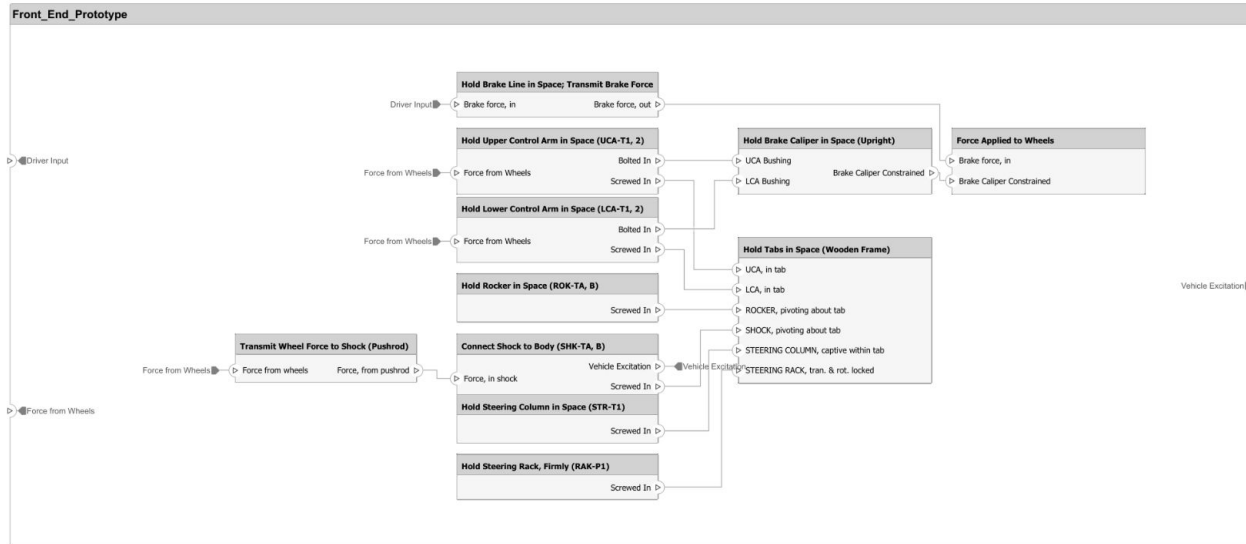 Front_End_Prototype
Hold Brake Line in Space; Transmit Brake Force
Driver Input
Brake force, in
Brake force, out
Hold Upper Control Arm in Space (UCA-T1, 2)
Bolted In
Force from Wheels
Force from Wheels
Screwed In
Hold Brake Caliper in Space (Upright)
UCA Bushing
Brake Caliper Constrained
LCA Bushing
Force Applied to Wheels
Brake force, in
Brake Caliper Constrained
Driver Input
Hold Lower Control Arm in Space (LCA-T1, 2)
Bolted In
Force from Wheels
Force from Wheels
Screwed In
Hold Tabs in Space (Wooden Frame)
UCA, in tab
LCA, in tab
ROCKER, pivoting about tab
SHOCK, pivoting about tab
STEERING COLUMN, captive within tab
STEERING RACK, tran. & rot. locked
Vehicle Excitation
Hold Rocker in Space (ROK-TA, B)
Screwed In
Transmit Wheel Force to Shock (Pushrod)
Force from Wheels
Force from wheels
Force, from pushrod
Connect Shock to Body (SHK-TA, B)
Vehicle Excitation
Vehicle Excitation
Force, in shock
Screwed In
Force from Wheels
Hold Steering Column in Space (STR-T1)
Screwed In
Hold Steering Rack, Firmly (RAK-P1)
Screwed In